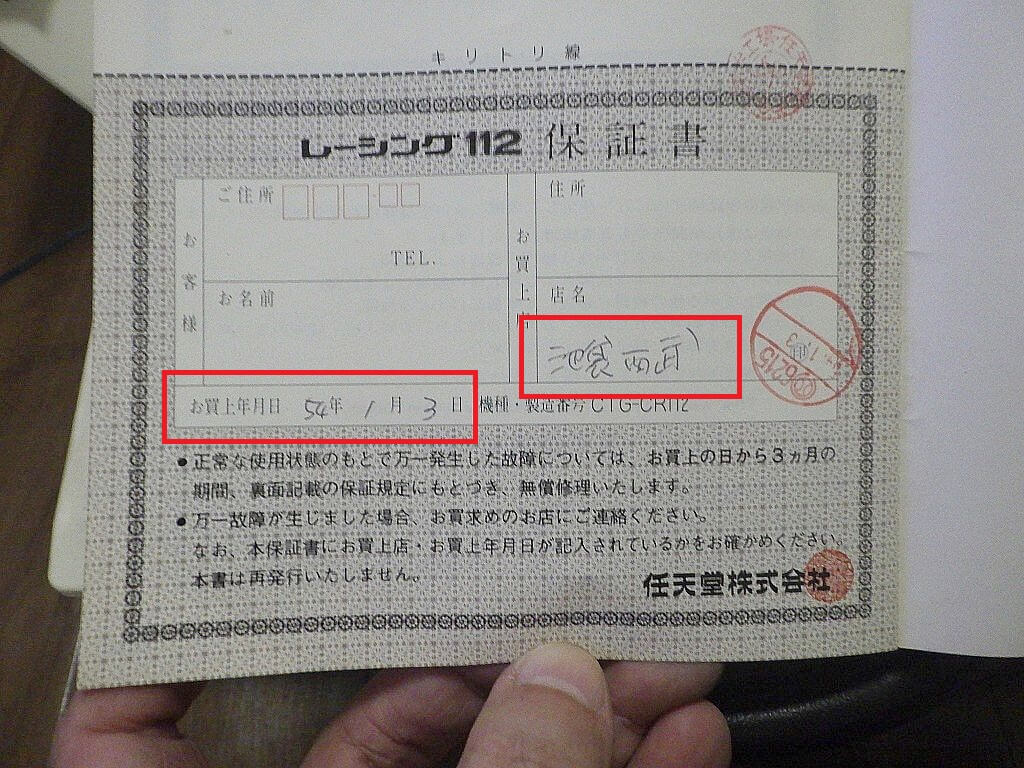 キリトリ線
レーシング112 保証書
お客様
ご住所
TEL.
お名前
お買上店
住所
店名
池袋西武
お買上年月日 54年 1月 3日 機種・製造番号 CTG-CR112
●正常な使用状態のもとで万一発生した故障については、お買上の日から3ヵ月の
期間、裏面記載の保証規定にもとづき、無償修理いたします。
●万一故障が生じました場合、お買求めのお店にご連絡ください。
なお、本保証書にお買上店・お買上年月日が記入されているかをお確かめください。
本書は再発行いたしません。
任天堂株式会社